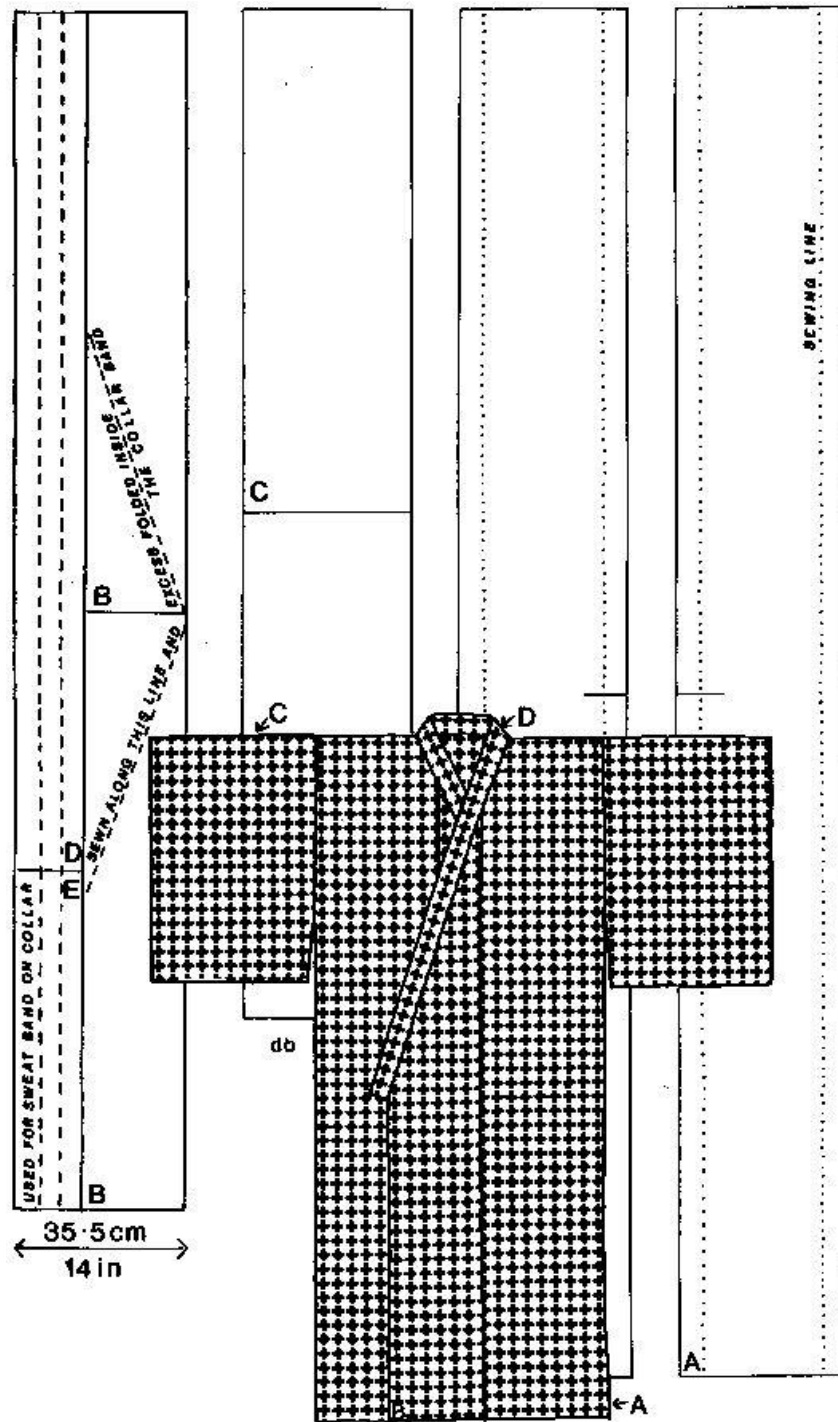 SEWING LINE
EXCESS FOLDED INSIDE
THE COLLAR BAND
C
B
SEWN ALONG THIS LINE AND
C
D
D
E
USED FOR SWEAT BAND ON COLLAR
db
B
35·5cm
14in
B
A
A